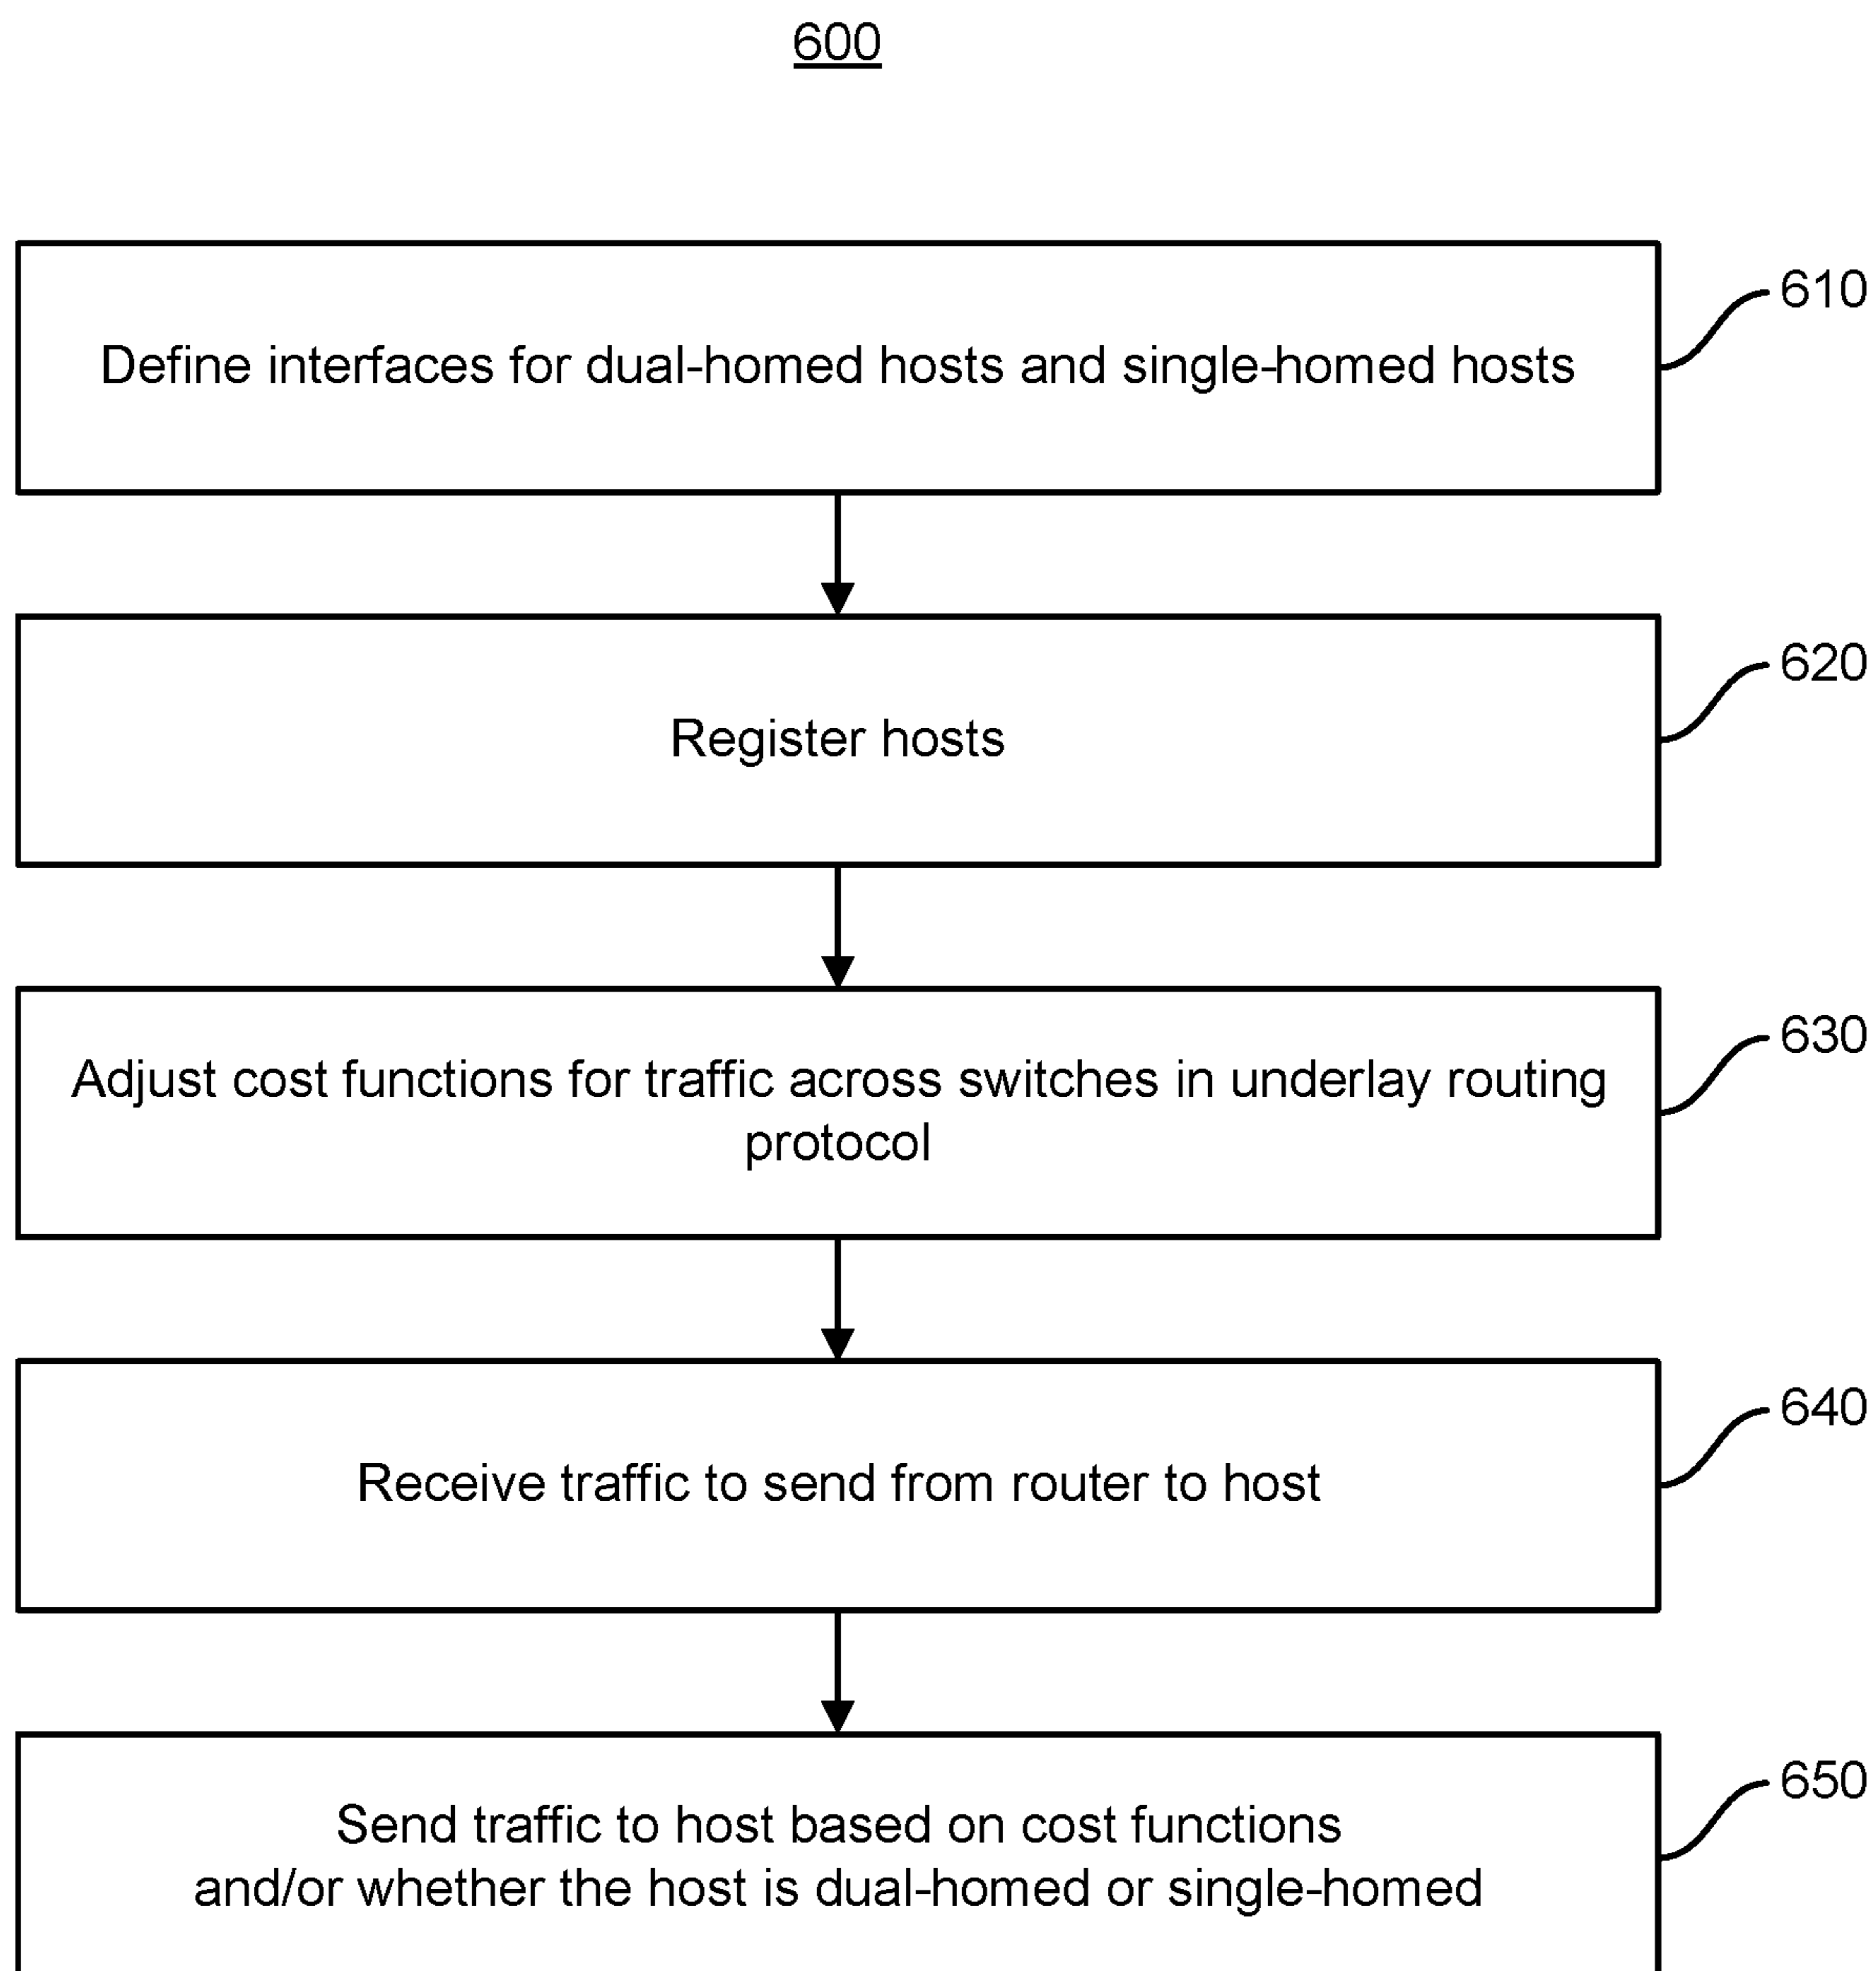 600
Define interfaces for dual-homed hosts and single-homed hosts
610
Register hosts
620
Adjust cost functions for traffic across switches in underlay routing
protocol
630
Receive traffic to send from router to host
640
Send traffic to host based on cost functions
and/or whether the host is dual-homed or single-homed
650